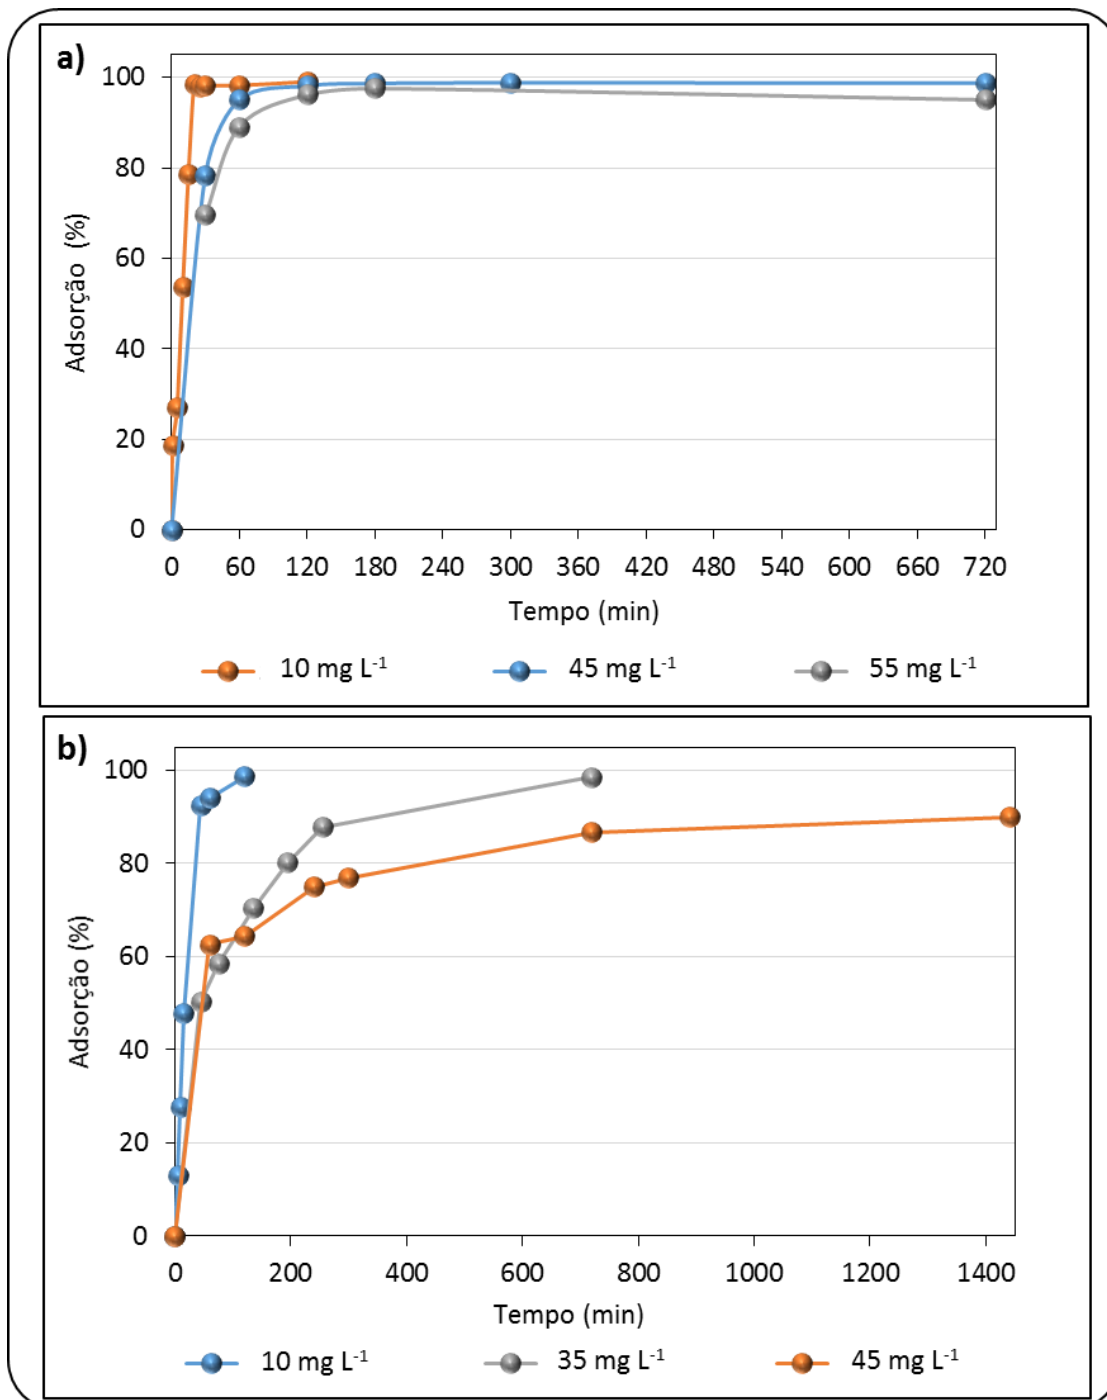 a)
100
80
60
40
20
0
Adsorção (%)
0 60 120 180 240 300 360 420 480 540 600 660 720
Tempo (min)
10 mg L⁻¹ 45 mg L⁻¹ 55 mg L⁻¹
b)
100
80
60
40
20
0
Adsorção (%)
0 200 400 600 800 1000 1200 1400
Tempo (min)
10 mg L⁻¹ 35 mg L⁻¹ 45 mg L⁻¹